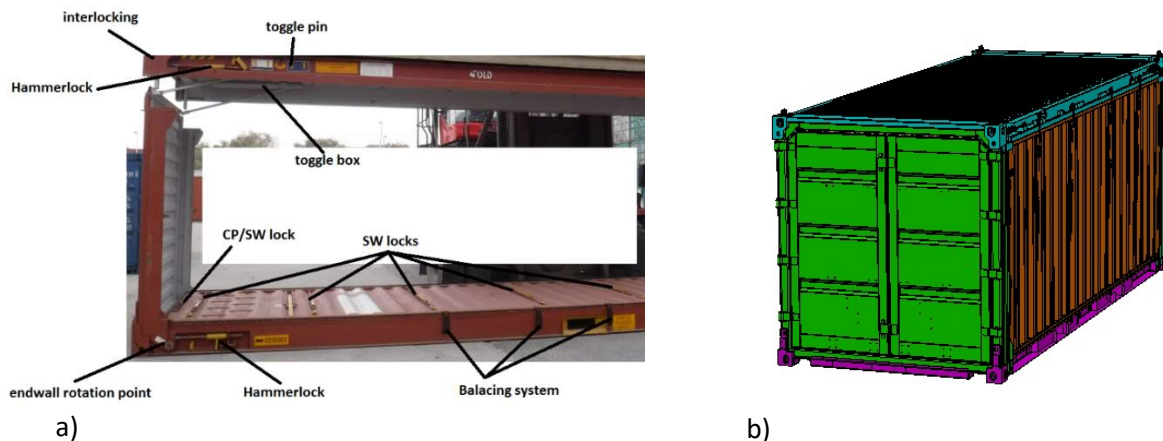 interlocking
toggle pin
Hammerlock
toggle box
CP/SW lock
SW locks
endwall rotation point
Hammerlock
Balacing system
a)
b)